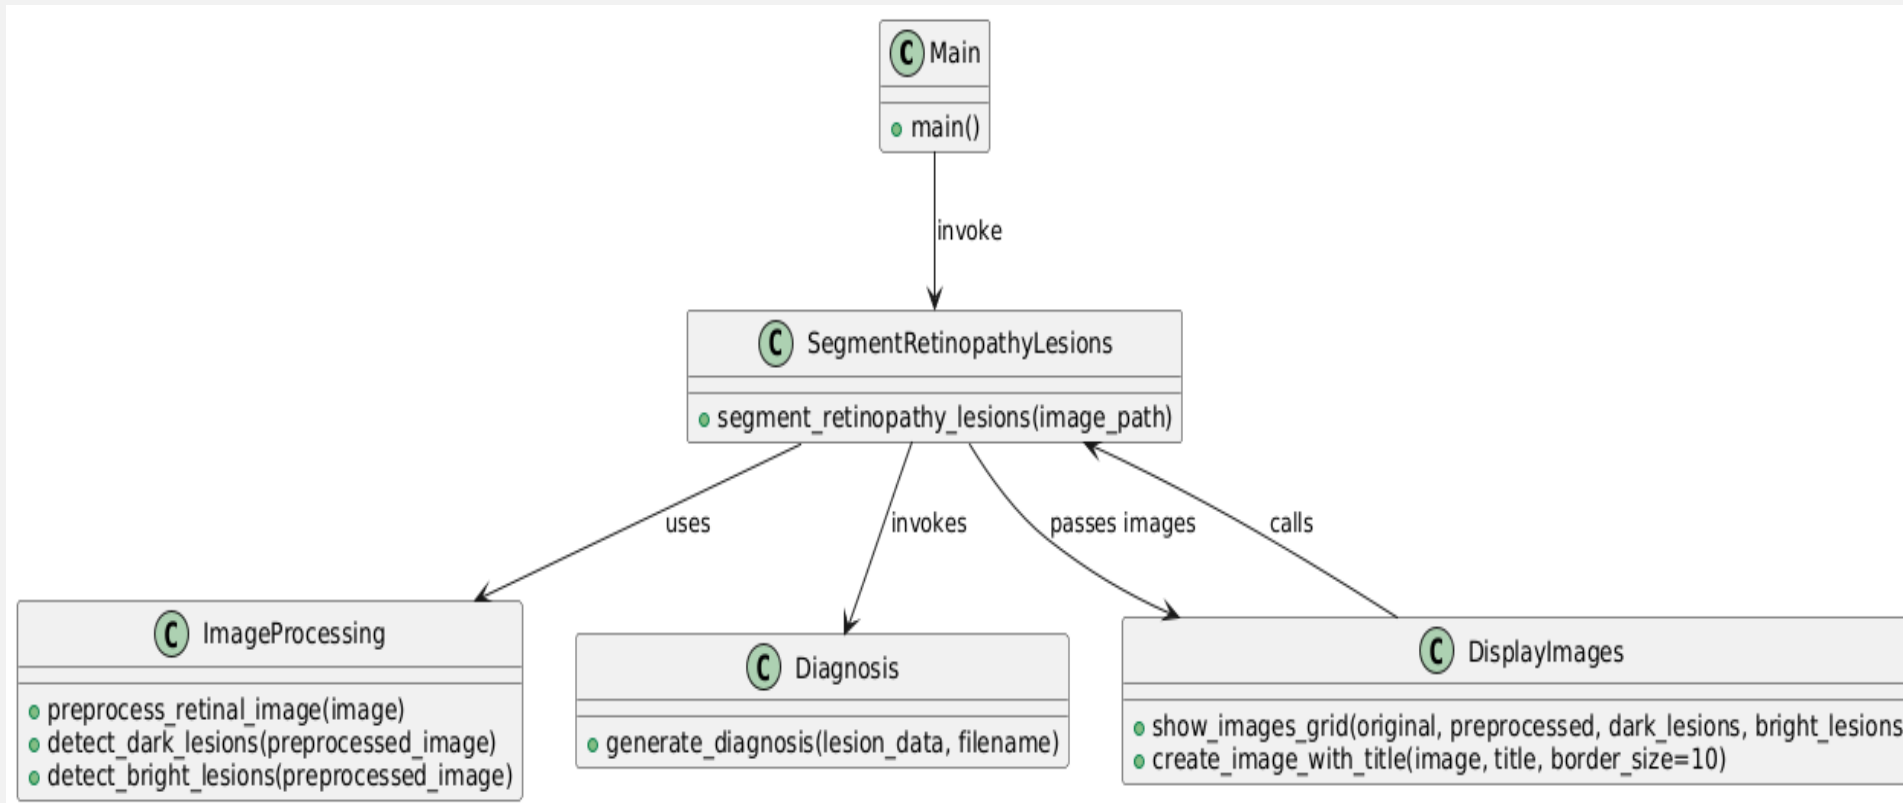 C Main
main()
invoke
C SegmentRetinopathyLesions
segment_retinopathy_lesions(image_path)
uses
invokes
passes images
calls
C ImageProcessing
preprocess_retinal_image(image)
detect_dark_lesions(preprocessed_image)
detect_bright_lesions(preprocessed_image)
C Diagnosis
generate_diagnosis(lesion_data, filename)
C DisplayImages
show_images_grid(original, preprocessed, dark_lesions, bright_lesions
create_image_with_title(image, title, border_size=10)